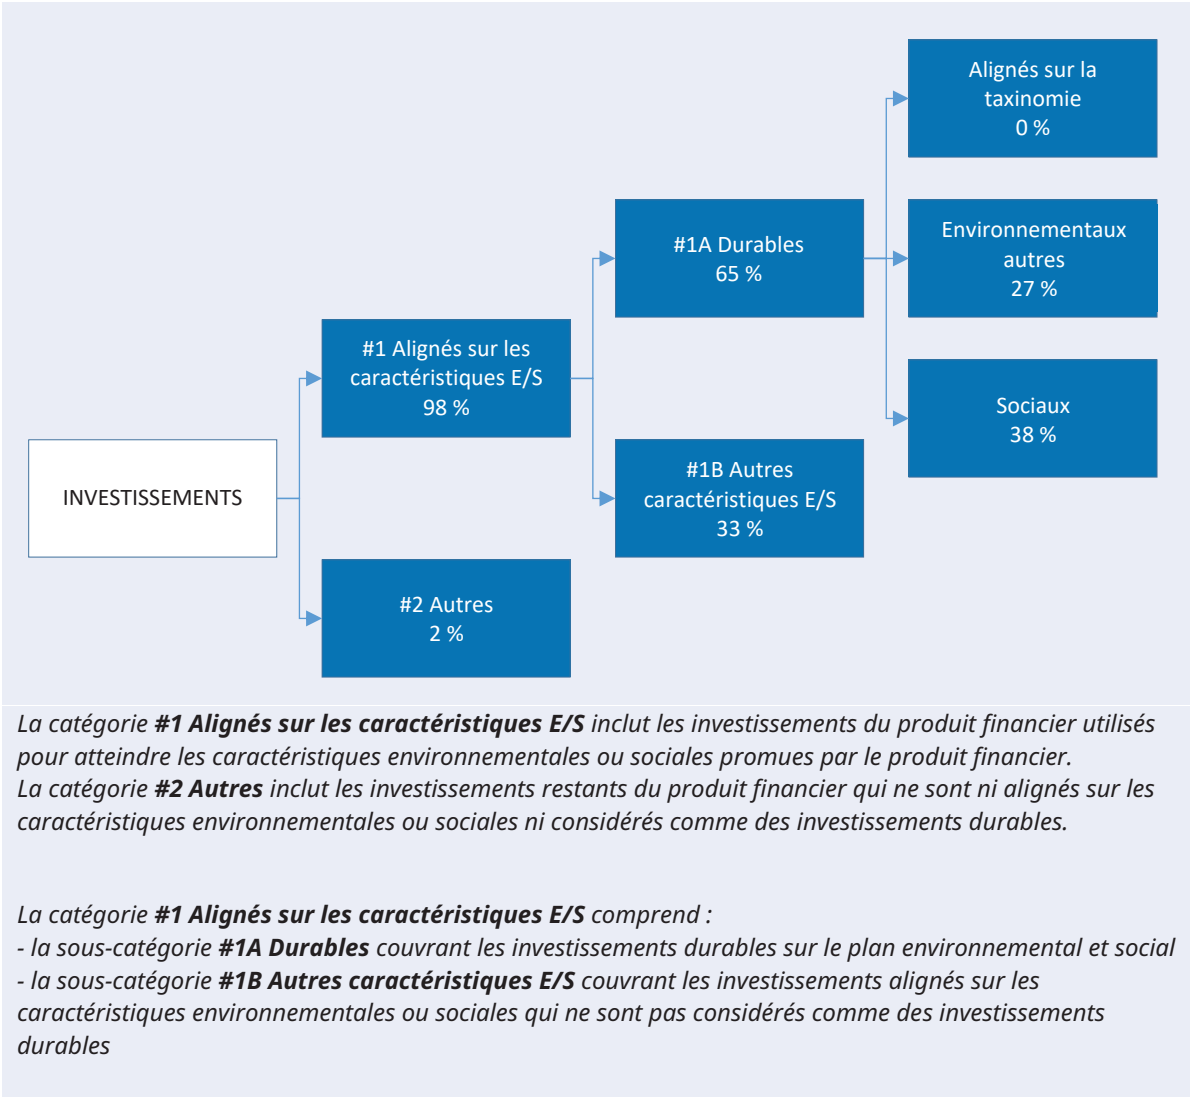 Alignés sur la
taxinomie
0 %
#1A Durables
65 %
Environnementaux
autres
27 %
#1 Alignés sur les
caractéristiques E/S
98 %
Sociaux
38 %
INVESTISSEMENTS
#1B Autres
caractéristiques E/S
33 %
#2 Autres
2 %
La catégorie #1 Alignés sur les caractéristiques E/S inclut les investissements du produit financier utilisés
pour atteindre les caractéristiques environnementales ou sociales promues par le produit financier.
La catégorie #2 Autres inclut les investissements restants du produit financier qui ne sont ni alignés sur les
caractéristiques environnementales ou sociales ni considérés comme des investissements durables.
La catégorie #1 Alignés sur les caractéristiques E/S comprend :
- la sous-catégorie #1A Durables couvrant les investissements durables sur le plan environnemental et social
- la sous-catégorie #1B Autres caractéristiques E/S couvrant les investissements alignés sur les
caractéristiques environnementales ou sociales qui ne sont pas considérés comme des investissements
durables